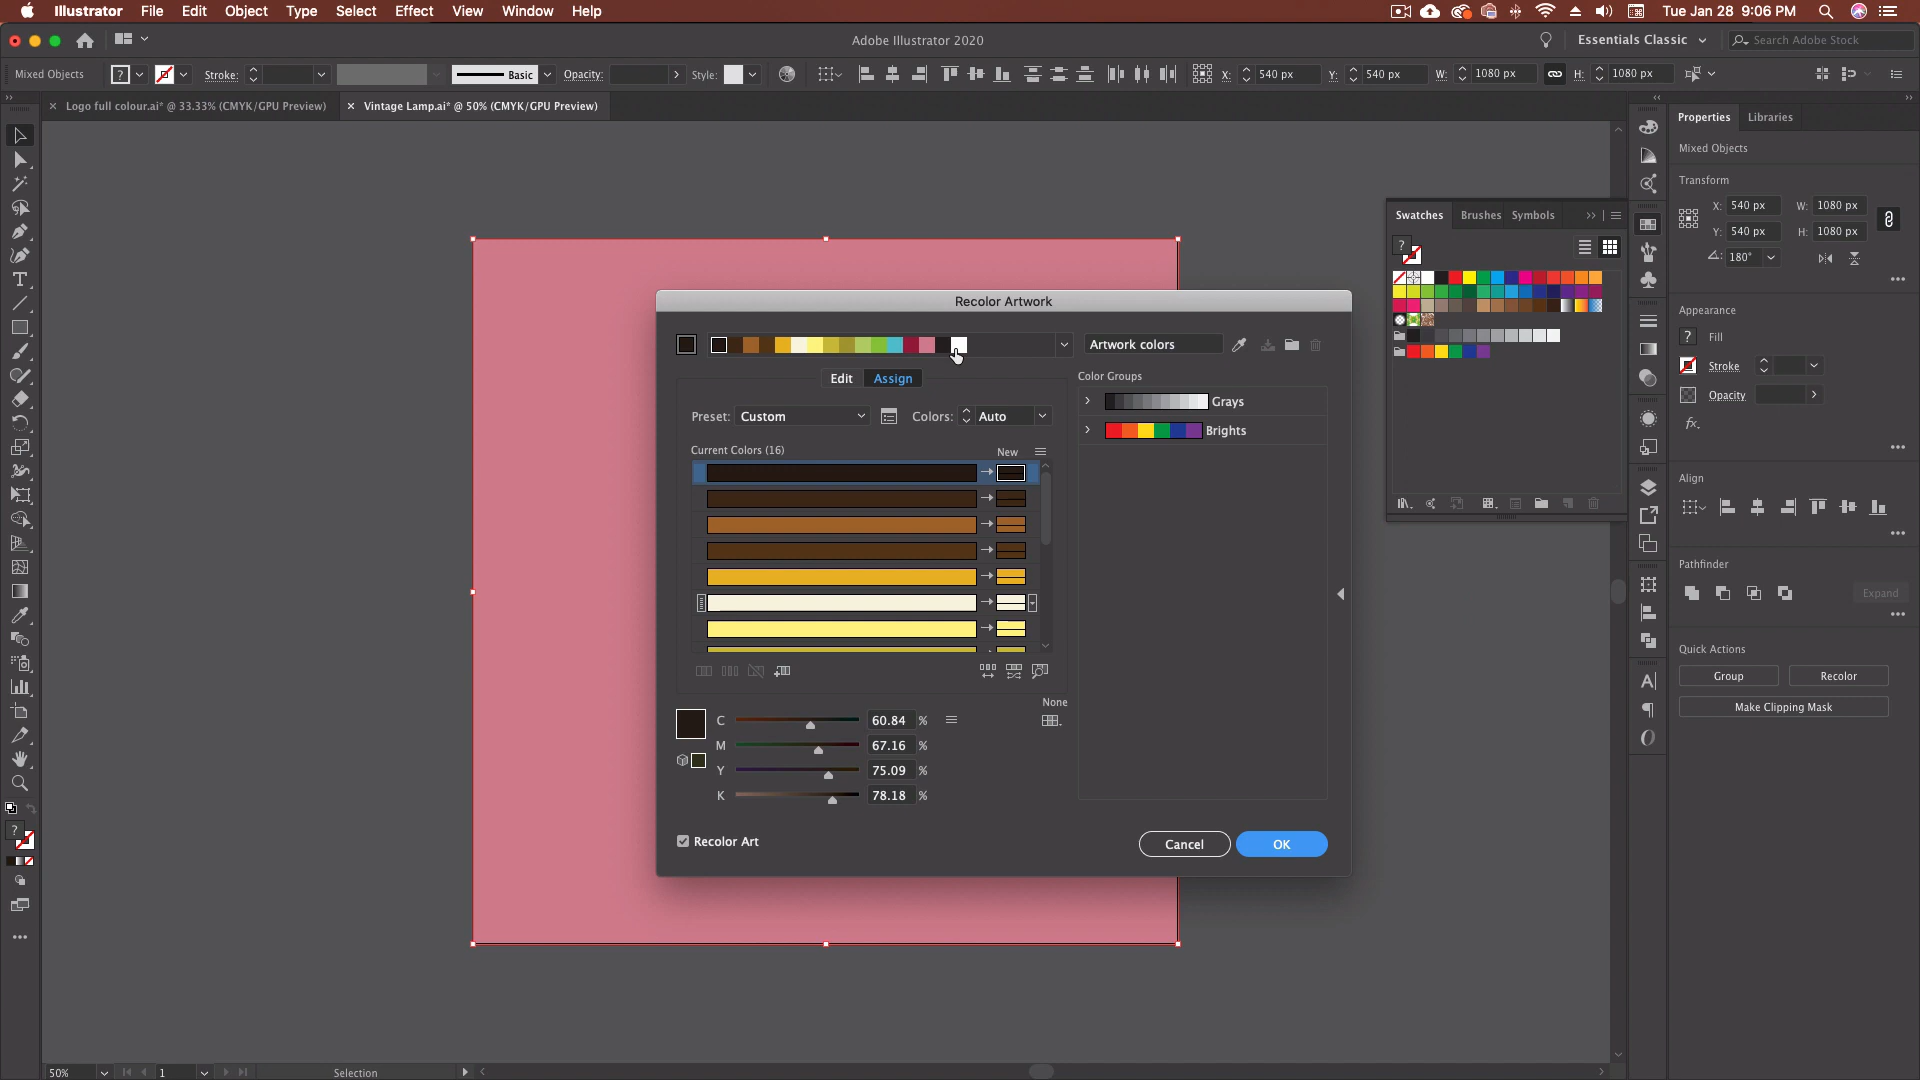 Illustrator File Edit Object Type Select Effect View Window Help
Tue Jan 28 9:06 PM
Adobe Illustrator 2020
Essentials Classic
Search Adobe Stock
Mixed Objects
?
Stroke:
Basic
Opacity:
Style:
X: 540 px
Y: 540 px
W: 1080 px
H: 1080 px
× Logo full colour.ai* @ 33.33% (CMYK/GPU Preview)
× Vintage Lamp.ai* @ 50% (CMYK/GPU Preview)
Properties Libraries
Mixed Objects
Transform
X: 540 px W: 1080 px
Y: 540 px H: 1080 px
180°
Appearance
? Fill
Stroke
Opacity
fx.
Align
Pathfinder
Expand
Quick Actions
Group Recolor
Make Clipping Mask
Swatches Brushes Symbols
?
Recolor Artwork
Artwork colors
Edit Assign
Color Groups
Preset: Custom
Colors: Auto
Grays
Brights
Current Colors (16)
New
None
C 60.84 %
M 67.16 %
Y 75.09 %
K 78.18 %
Recolor Art
Cancel OK
?
50%
1
Selection